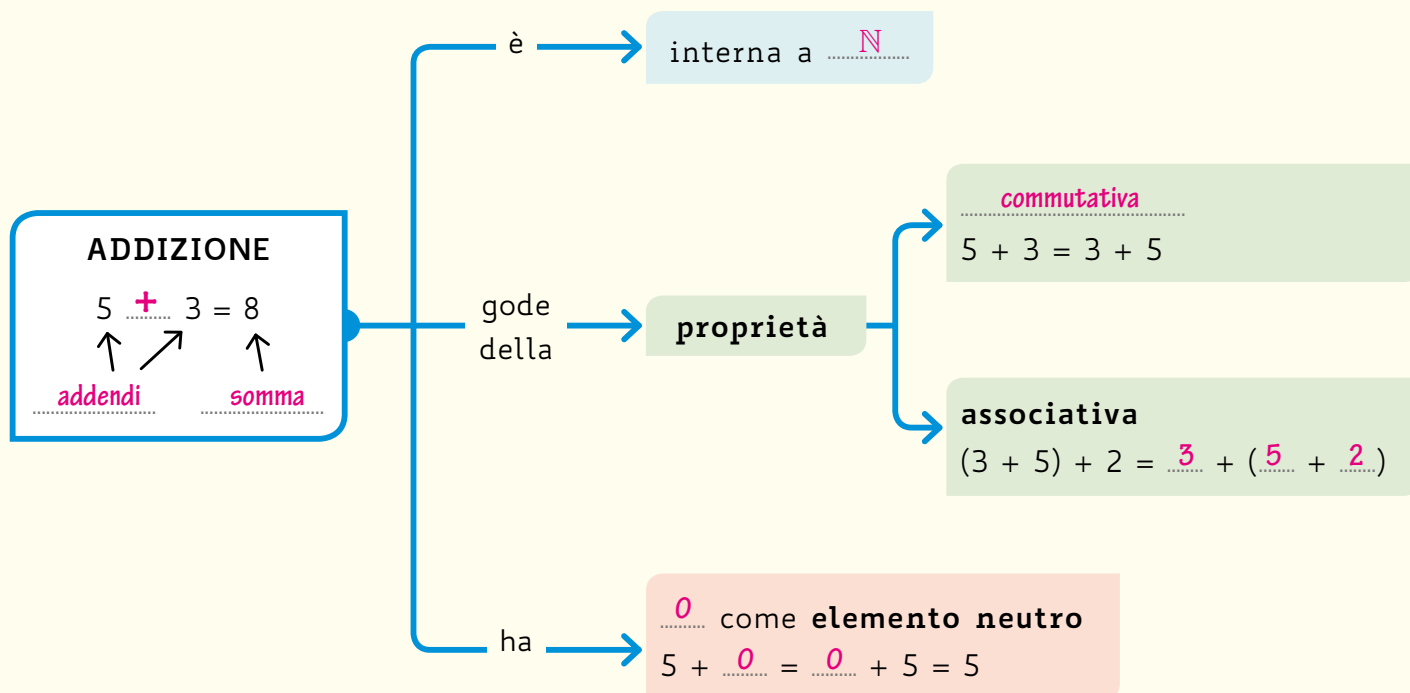 è
interna a ℕ
ADDIZIONE
5 + 3 = 8
addendi somma
gode
della
proprietà
commutativa
5 + 3 = 3 + 5
associativa
(3 + 5) + 2 = 3 + (5 + 2)
ha
0 come elemento neutro
5 + 0 = 0 + 5 = 5